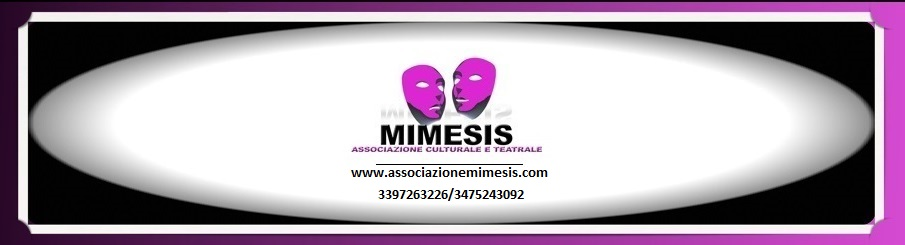 MIMESIS
ASSOCIAZIONE CULTURALE E TEATRALE
www.associazionemimesis.com
3397263226/3475243092